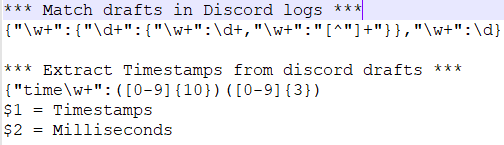 *** Match drafts in Discord logs ***
{"\w+":{"\d+":{"\w+":\d+,"\w+":"[^"]+"}},"\w+":\d}
*** Extract Timestamps from discord drafts ***
{"time\w+":([0-9]{10})([0-9]{3})
$1 = Timestamps
$2 = Milliseconds